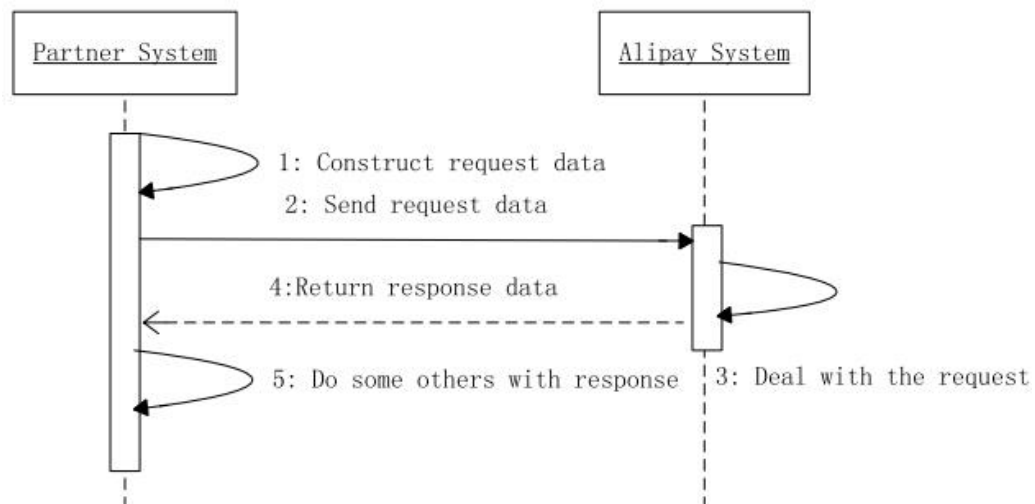 Partner System
Alipay System
1: Construct request data
2: Send request data
4:Return response data
5: Do some others with response
3: Deal with the request